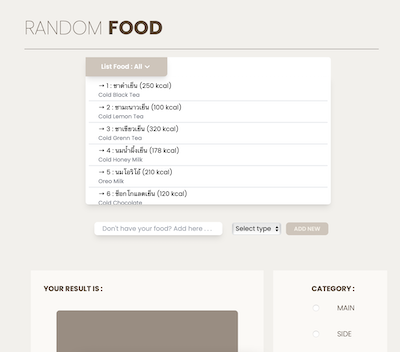 RANDOM FOOD
List Food : All
→ 1 : ชาดำเย็น (250 kcal)
Cold Black Tea
→ 2 : ชามะนาวเย็น (100 kcal)
Cold Lemon Tea
→ 3 : ชาเขียวเย็น (320 kcal)
Cold Grenn Tea
→ 4 : นมน้ำผึ้งเย็น (178 kcal)
Cold Honey Milk
→ 5 : นมโอริโอ้ (210 kcal)
Oreo Milk
→ 6 : ช็อกโกแลตเย็น (120 kcal)
Cold Chocolate
Don't have your food? Add here ....
Select type
ADD NEW
YOUR RESULT IS :
CATEGORY :
MAIN
SIDE